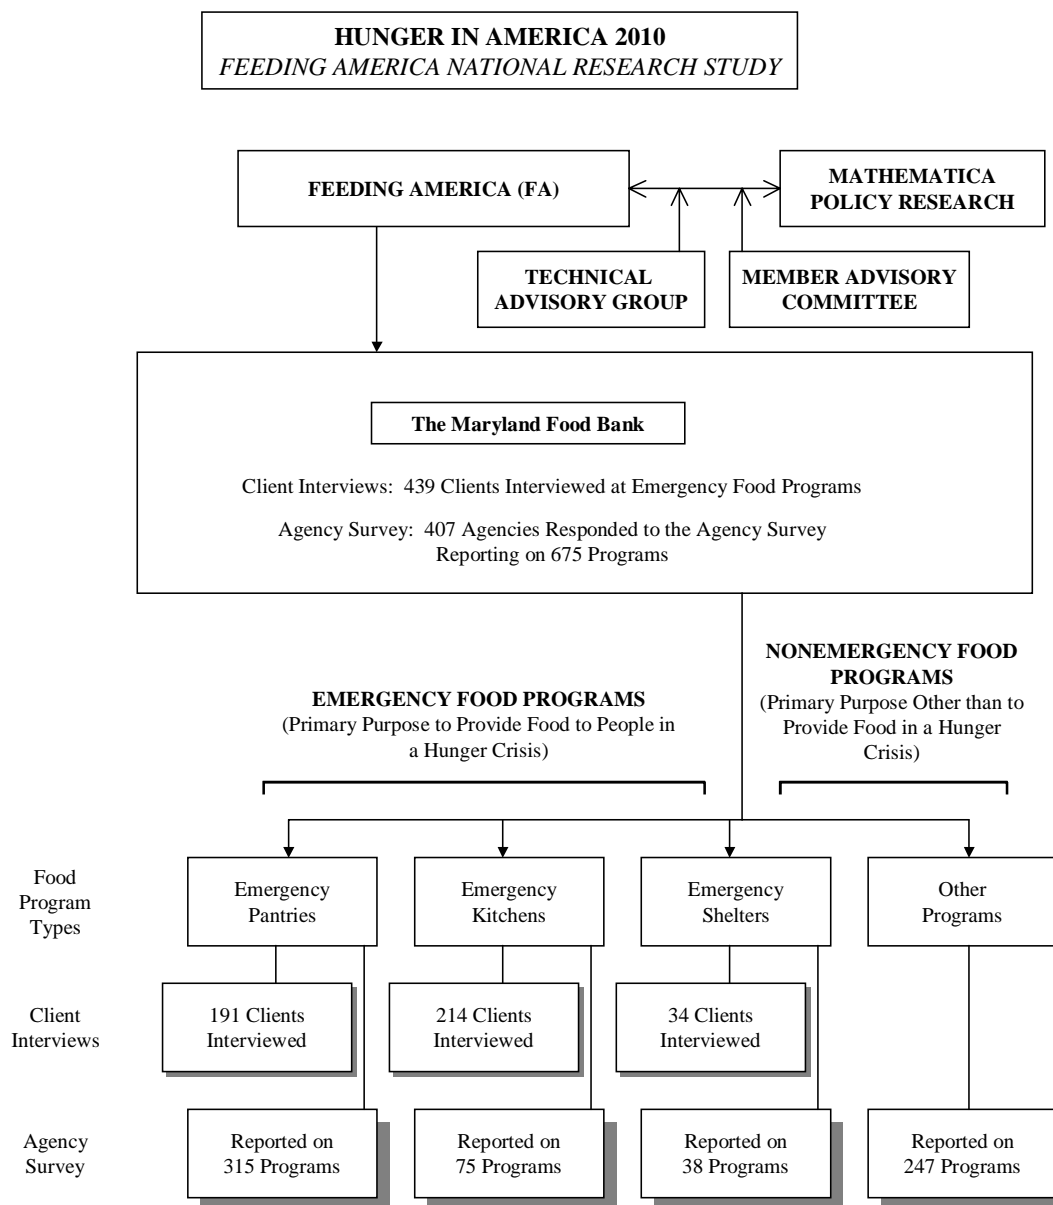 HUNGER IN AMERICA 2010
FEEDING AMERICA NATIONAL RESEARCH STUDY
FEEDING AMERICA (FA)
MATHEMATICA
POLICY RESEARCH
TECHNICAL
ADVISORY GROUP
MEMBER ADVISORY
COMMITTEE
The Maryland Food Bank
Client Interviews: 439 Clients Interviewed at Emergency Food Programs
Agency Survey: 407 Agencies Responded to the Agency Survey
Reporting on 675 Programs
EMERGENCY FOOD PROGRAMS
(Primary Purpose to Provide Food to People in
a Hunger Crisis)
NONEMERGENCY FOOD
PROGRAMS
(Primary Purpose Other than to
Provide Food in a Hunger
Crisis)
Food
Program
Types
Emergency
Pantries
Emergency
Kitchens
Emergency
Shelters
Other
Programs
Client
Interviews
191 Clients
Interviewed
214 Clients
Interviewed
34 Clients
Interviewed
Agency
Survey
Reported on
315 Programs
Reported on
75 Programs
Reported on
38 Programs
Reported on
247 Programs